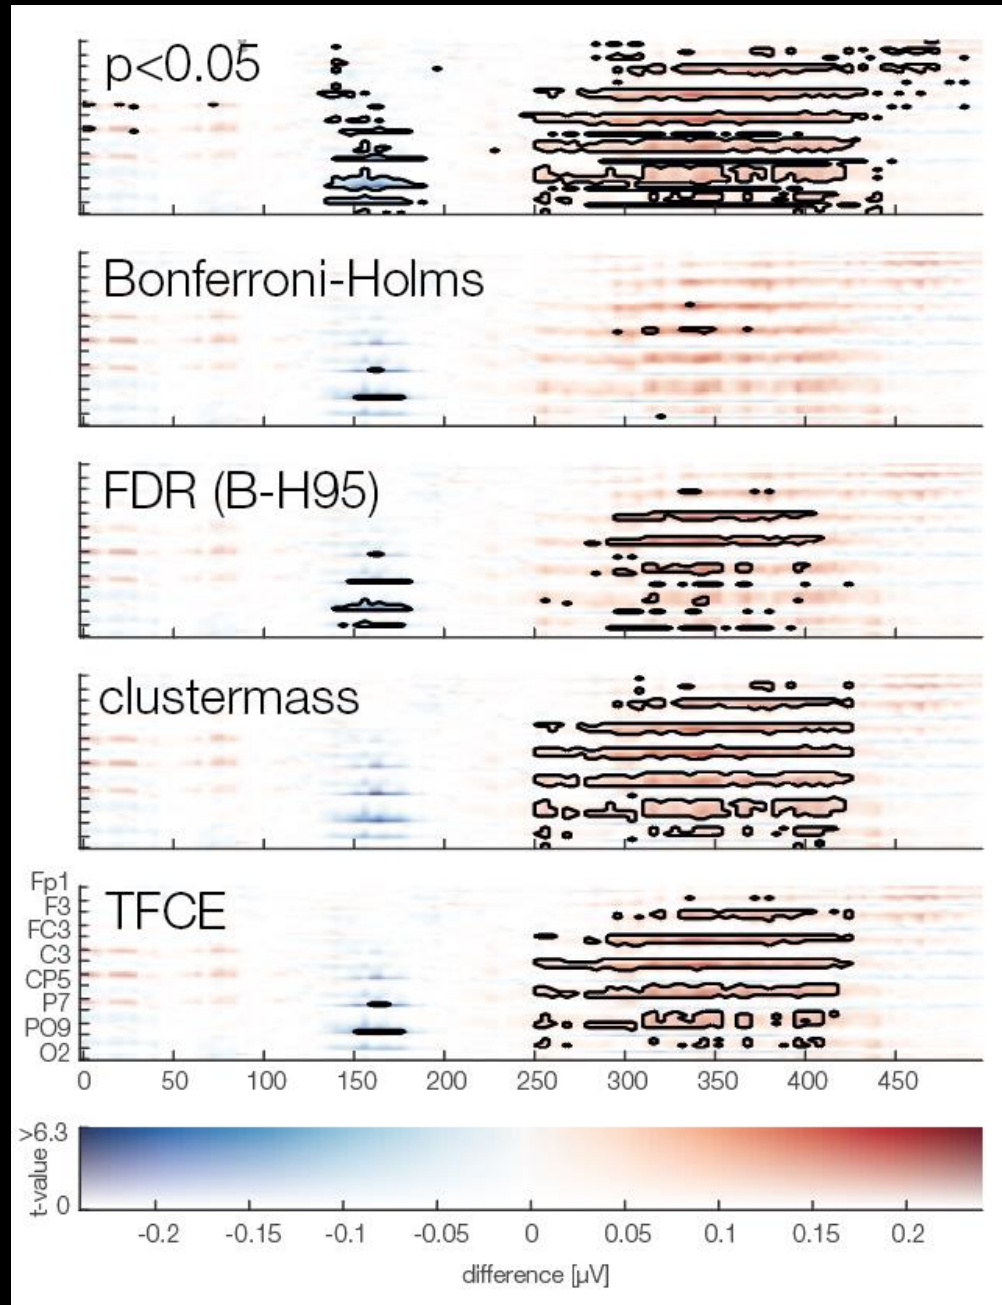 p<0.05
Bonferroni-Holms
FDR (B-H95)
clustermass
TFCE
Fp1
F3
FC3
C3
CP5
P7
PO9
O2
0 50 100 150 200 250 300 350 400 450
>6.3
t-value
0
-0.2 -0.15 -0.1 -0.05 0 0.05 0.1 0.15 0.2
difference [µV]